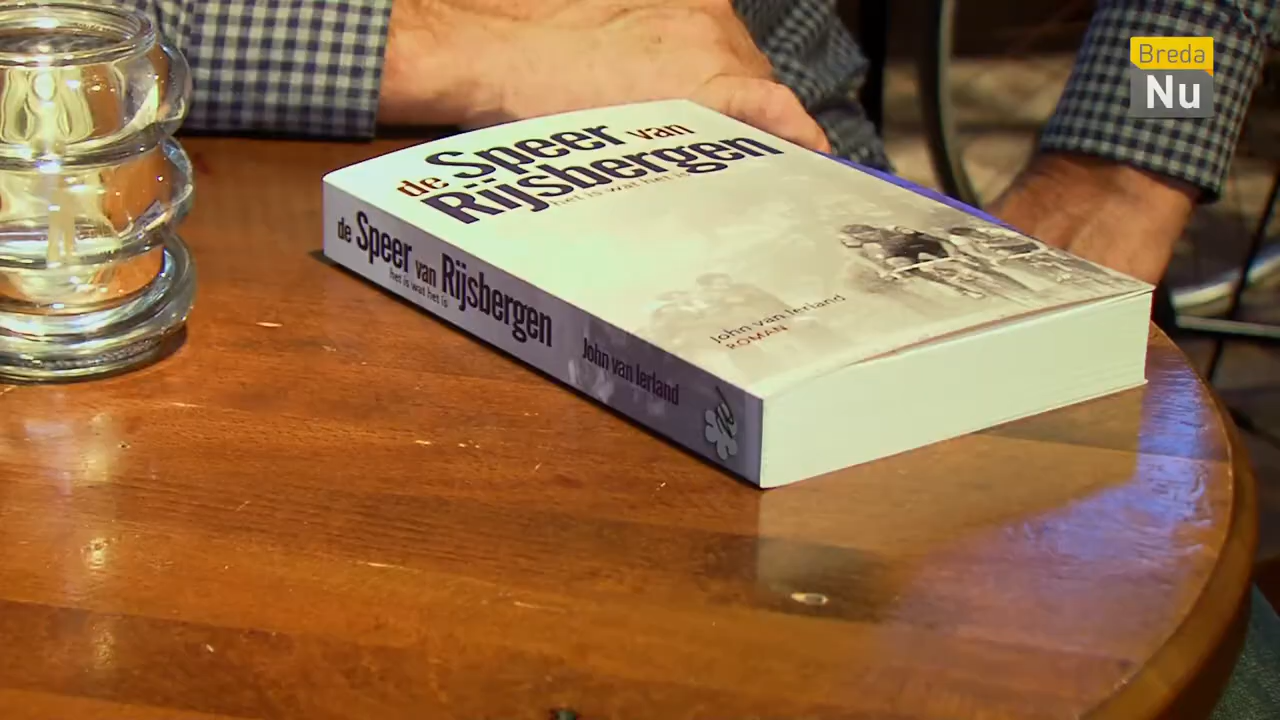 de Speer van
Rijsbergen
het is wat het is
John van Ierland
ROMAN
de Speer van Rijsbergen
het is wat het is
John van Ierland
Breda
Nu